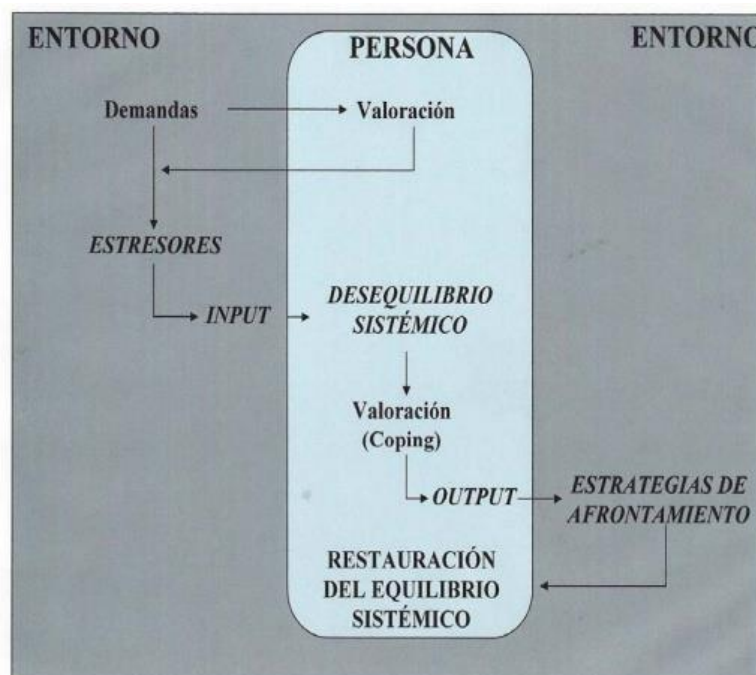 ENTORNO
PERSONA
ENTORNO
Demandas
Valoración
ESTRESORES
INPUT
DESEQUILIBRIO
SISTÉMICO
Valoración
(Coping)
OUTPUT
ESTRATEGIAS DE
AFRONTAMIENTO
RESTAURACIÓN
DEL EQUILIBRIO
SISTÉMICO